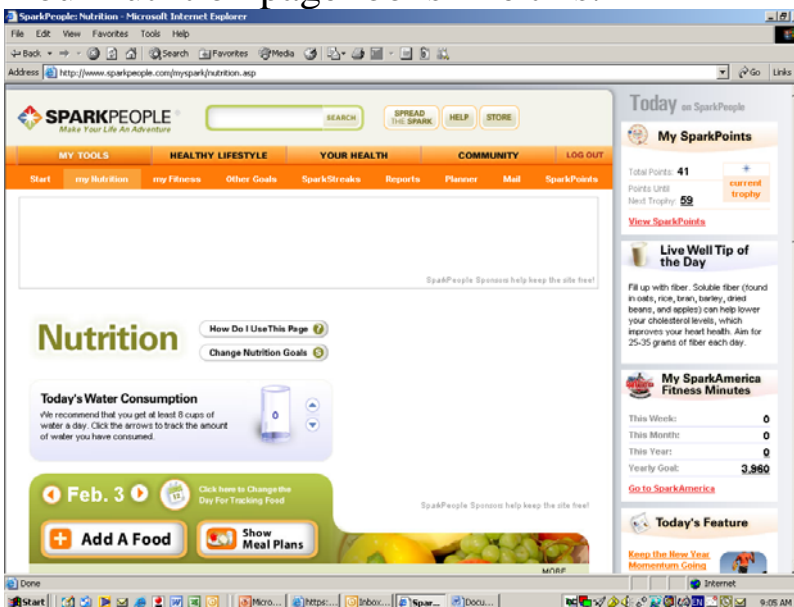 SparkPeople: Nutrition - Microsoft Internet Explorer
File Edit View Favorites Tools Help
Back Search Favorites Media
Address http://www.sparkpeople.com/myspark/nutrition.asp Go Links
SPARKPEOPLE
Make Your Life An Adventure
SEARCH
SPREAD THE SPARK
HELP
STORE
MY TOOLS HEALTHY LIFESTYLE YOUR HEALTH COMMUNITY LOG OUT
Start my Nutrition my Fitness Other Goals SparkStreaks Reports Planner Mail SparkPoints
SparkPeople Sponsors help keep the site free!
Nutrition
How Do I Use This Page ?
Change Nutrition Goals
Today's Water Consumption
We recommend that you get at least 8 cups of
water a day. Click the arrows to track the amount
of water you have consumed.
0
Feb. 3
12
Click here to Change the
Day For Tracking Food
SparkPeople Sponsors help keep the site free!
Add A Food
Show
Meal Plans
MORE
Today on SparkPeople
My SparkPoints
Total Points: 41
Points Until
Next Trophy: 59
current
trophy
View SparkPoints
Live Well Tip of
the Day
Fill up with fiber. Soluble fiber (found
in oats, rice, bran, barley, dried
beans, and apples) can help lower
your cholesterol levels, which
improves your heart health. Aim for
25-35 grams of fiber each day.
My SparkAmerica
Fitness Minutes
This Week: 0
This Month: 0
This Year: 0
Yearly Goal: 3,960
Go to SparkAmerica
Today's Feature
Keep the New Year
Momentum Going
Done Internet
Start Micro... https:... Inbox... Spar... Docu... EN 9:05 AM